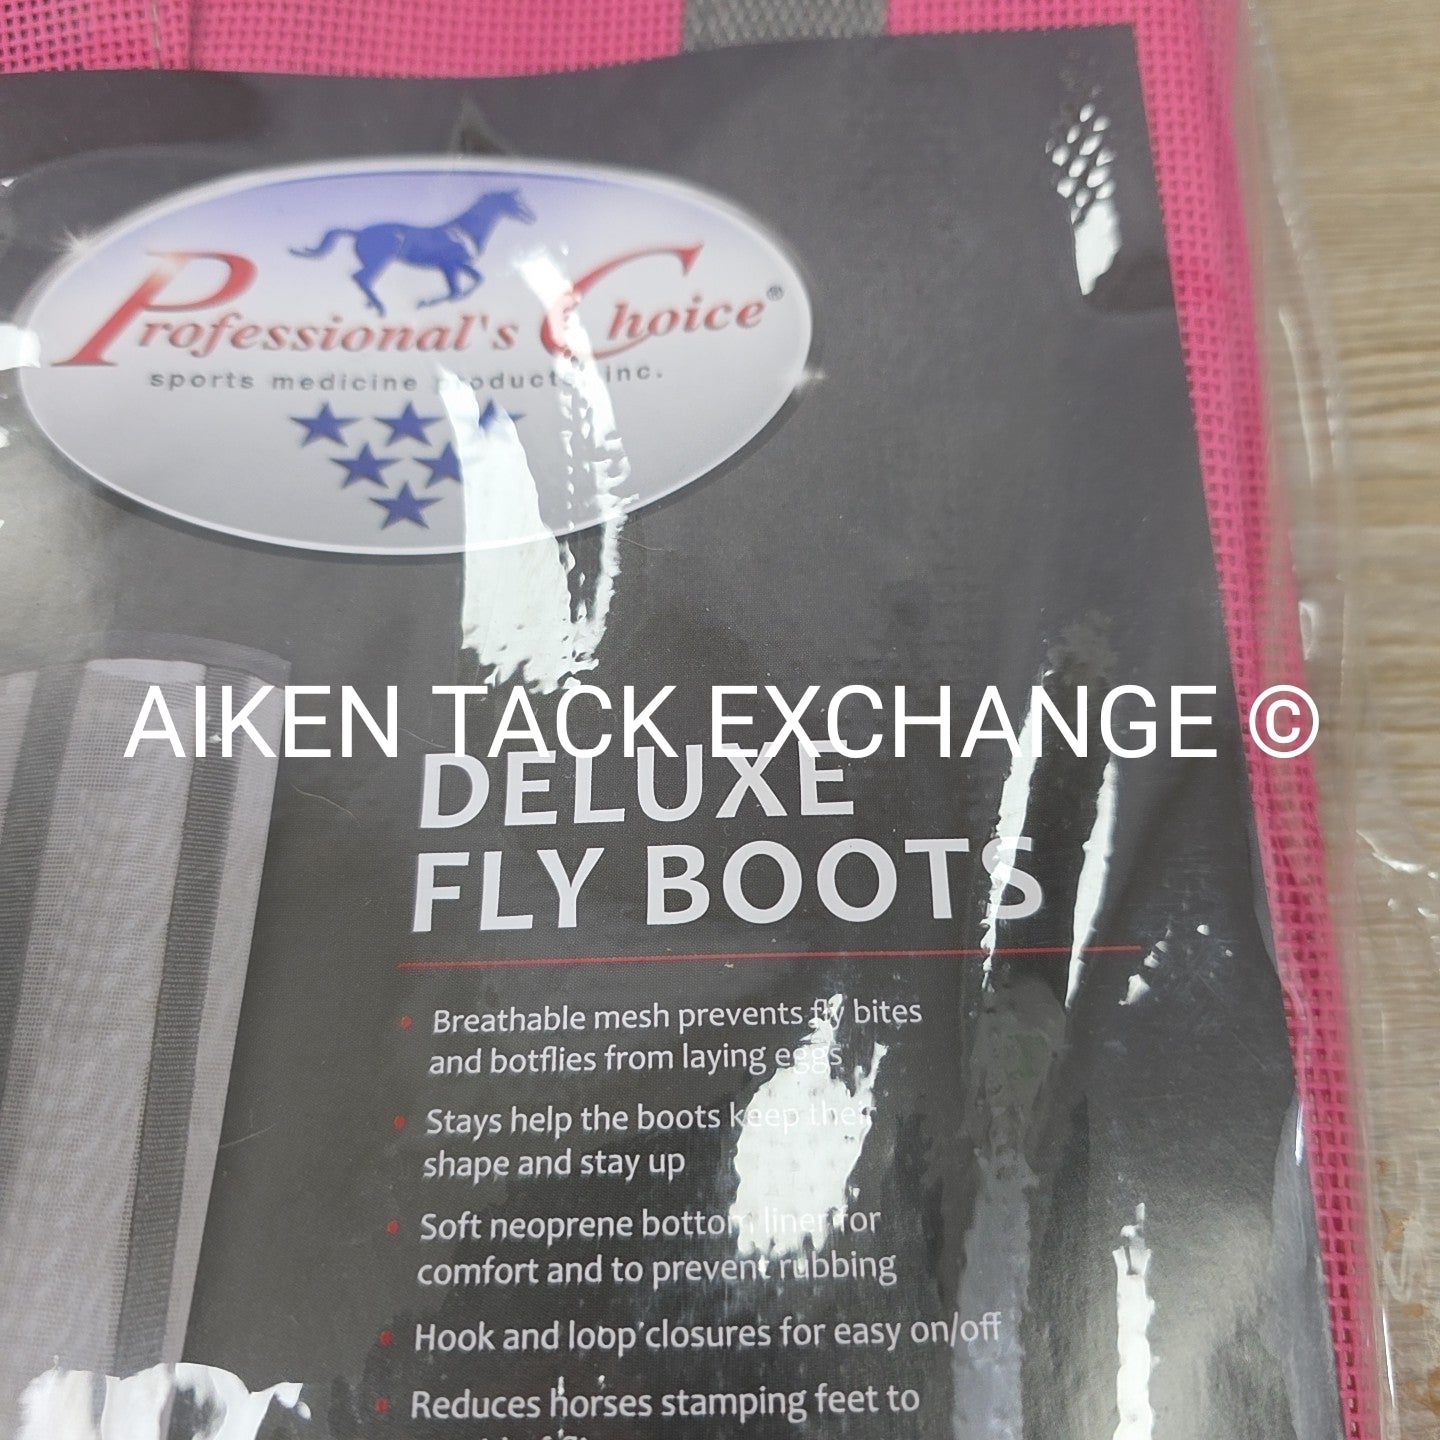 Professional's Choice®
sports medicine products, inc.
AIKEN TACK EXCHANGE ©
DELUXE
FLY BOOTS
• Breathable mesh prevents fly bites
and botflies from laying eggs
• Stays help the boots keep their
shape and stay up
• Soft neoprene bottom liner for
comfort and to prevent rubbing
• Hook and loop closures for easy on/off
• Reduces horses stamping feet to